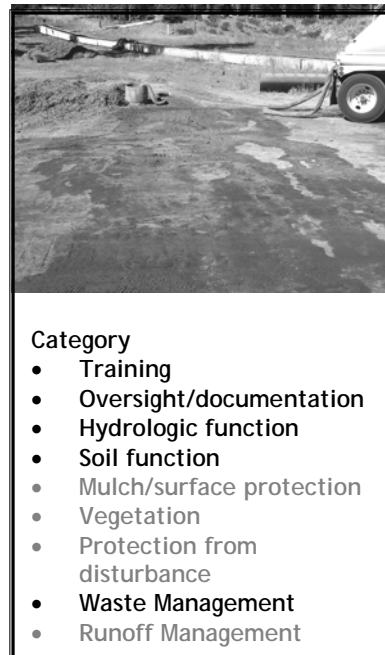 Category
• Training
• Oversight/documentation
• Hydrologic function
• Soil function
• Mulch/surface protection
• Vegetation
• Protection from
disturbance
• Waste Management
• Runoff Management